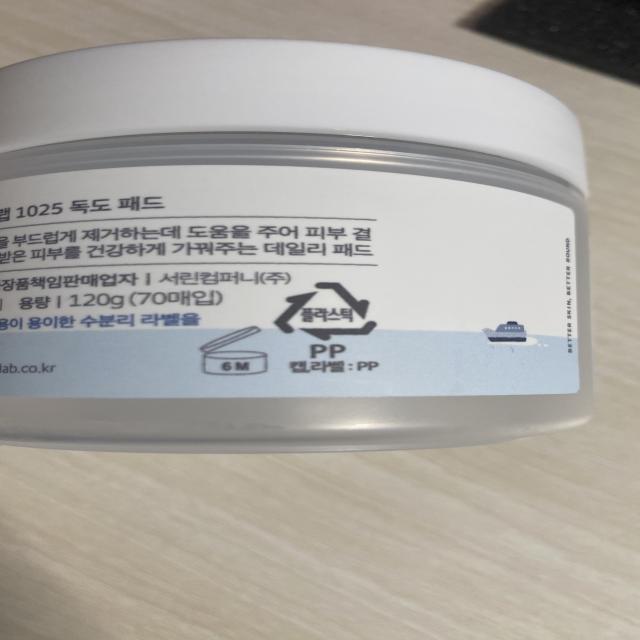 랩 1025 독도 패드
을 부드럽게 제거하는데 도움을 주어 피부 결
받은 피부를 건강하게 가꿔주는 데일리 패드
장품책임판매업자 | 서린컴퍼니(주)
용량 | 120g (70매입)
용이 용이한 수분리 라벨을
플라스틱
PP
캡,라벨 : PP
6 M
lab.co.kr
BETTER SKIN, BETTER ROUND